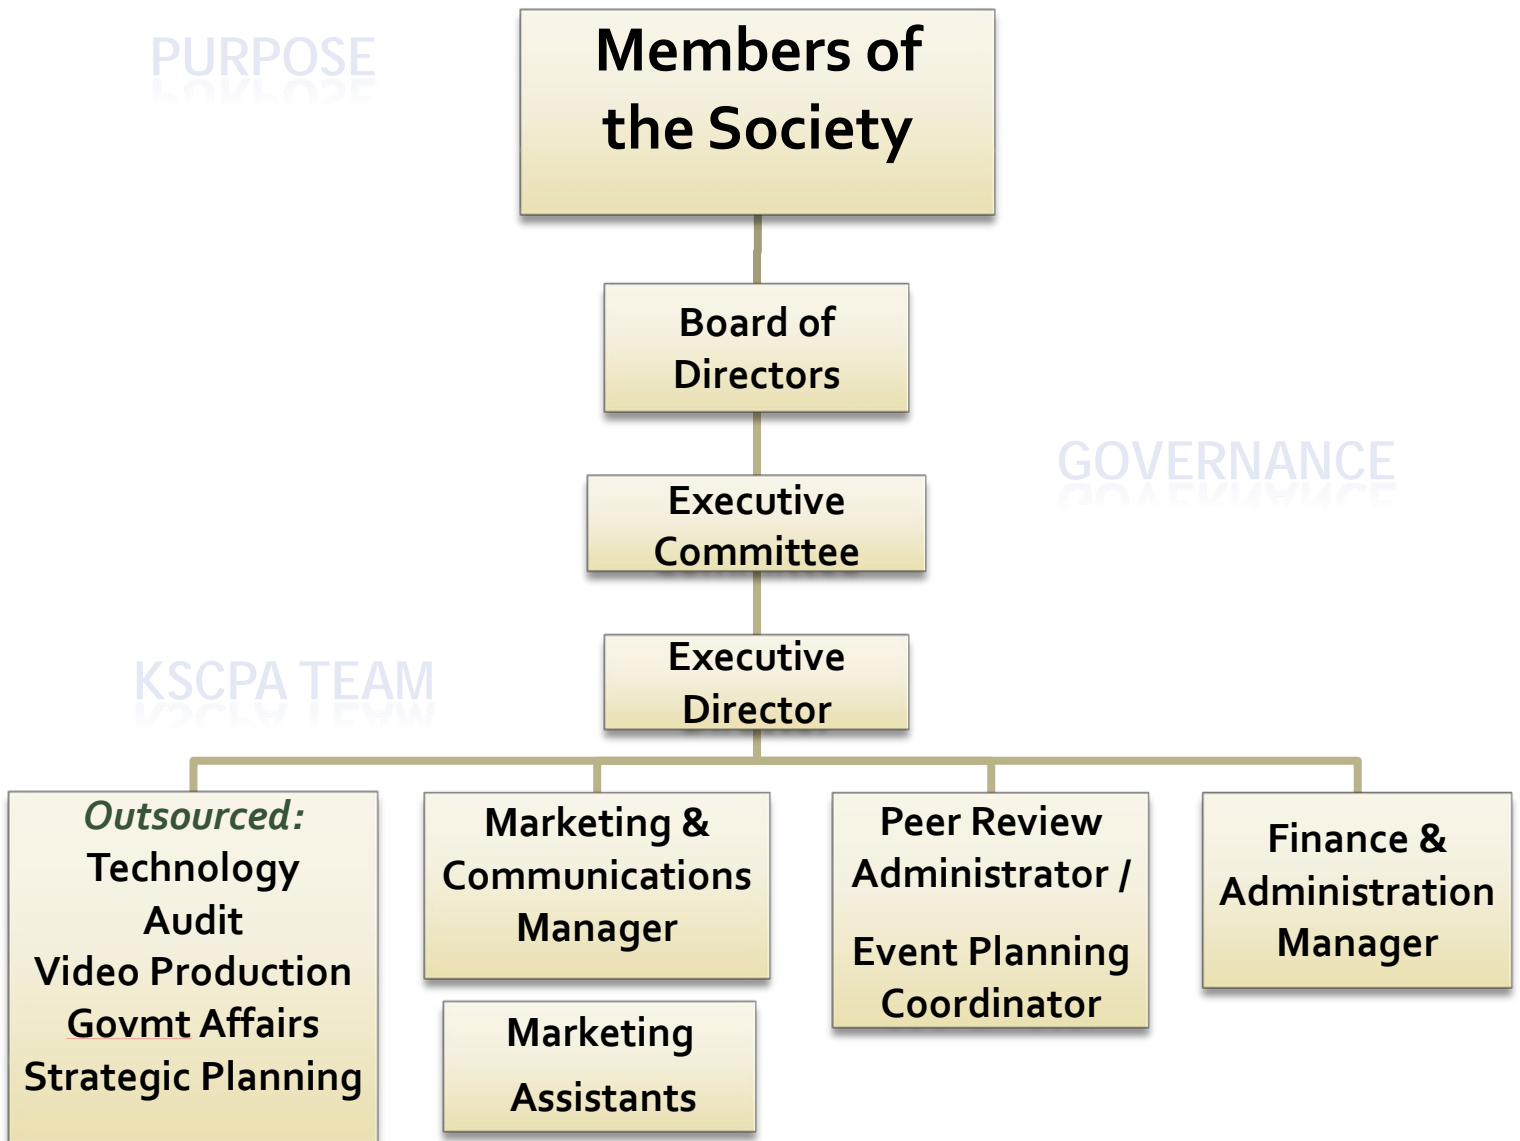 PURPOSE
Members of
the Society
Board of
Directors
GOVERNANCE
Executive
Committee
KSCPA TEAM
Executive
Director
Outsourced:
Technology
Audit
Video Production
Govmt Affairs
Strategic Planning
Marketing &
Communications
Manager
Marketing
Assistants
Peer Review
Administrator /
Event Planning
Coordinator
Finance &
Administration
Manager